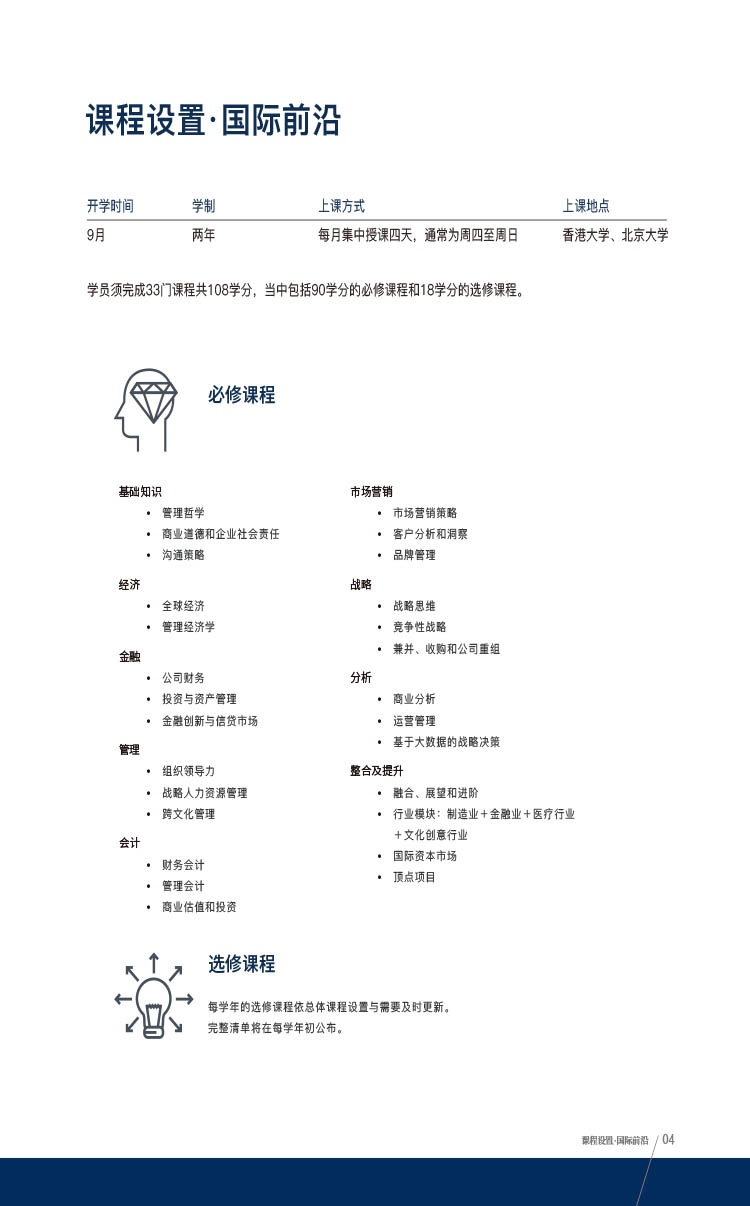 课程设置·国际前沿
开学时间 学制 上课方式 上课地点
9月 两年 每月集中授课四天，通常为周四至周日 香港大学、北京大学
学员须完成33门课程共108学分，当中包括90学分的必修课程和18学分的选修课程。
必修课程
基础知识
• 管理哲学
• 商业道德和企业社会责任
• 沟通策略
经济
• 全球经济
• 管理经济学
金融
• 公司财务
• 投资与资产管理
• 金融创新与信贷市场
管理
• 组织领导力
• 战略人力资源管理
• 跨文化管理
会计
• 财务会计
• 管理会计
• 商业估值和投资
市场营销
• 市场营销策略
• 客户分析和洞察
• 品牌管理
战略
• 战略思维
• 竞争性战略
• 兼并、收购和公司重组
分析
• 商业分析
• 运营管理
• 基于大数据的战略决策
整合及提升
• 融合、展望和进阶
• 行业模块：制造业＋金融业＋医疗行业
＋文化创意行业
• 国际资本市场
• 顶点项目
选修课程
每学年的选修课程依总体课程设置与需要及时更新。
完整清单将在每学年初公布。
课程设置·国际前沿 / 04